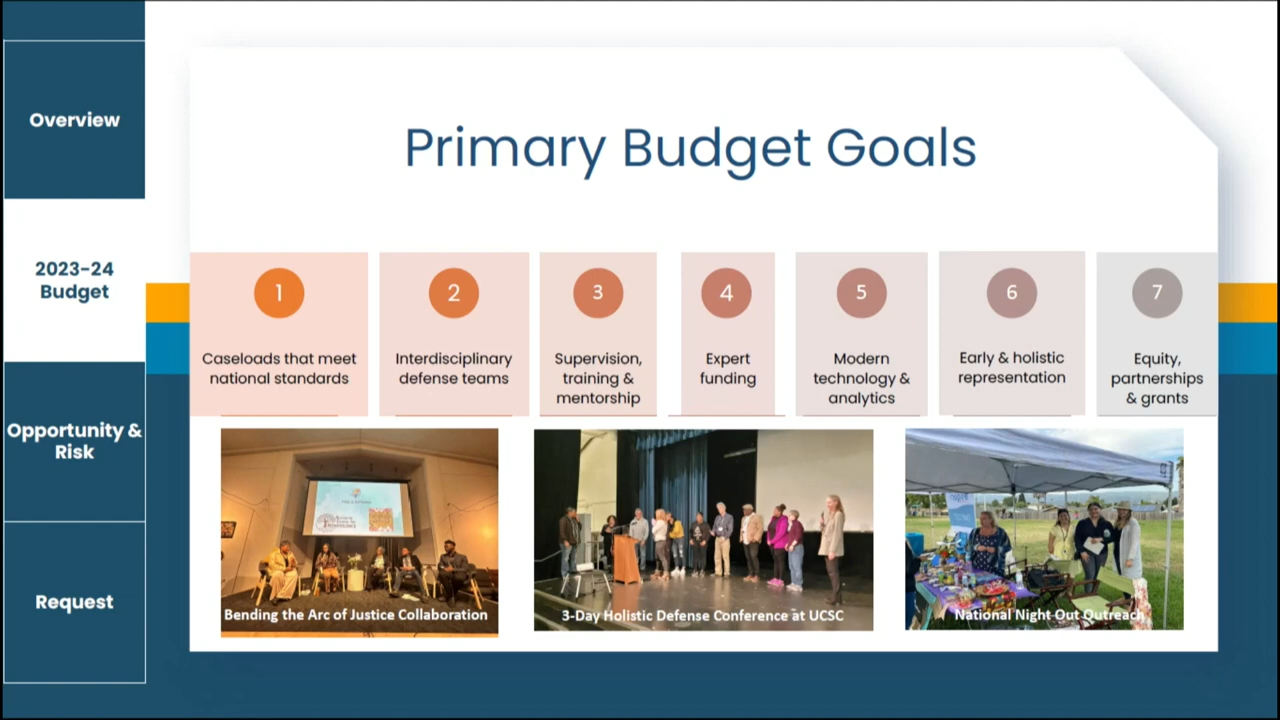 Overview
2023-24
Budget
Opportunity &
Risk
Request
Primary Budget Goals
1
Caseloads that meet
national standards
2
Interdisciplinary
defense teams
3
Supervision,
training &
mentorship
4
Expert
funding
5
Modern
technology &
analytics
6
Early & holistic
representation
7
Equity,
partnerships
& grants
Bending the Arc of Justice Collaboration
3-Day Holistic Defense Conference at UCSC
National Night Out Outreach